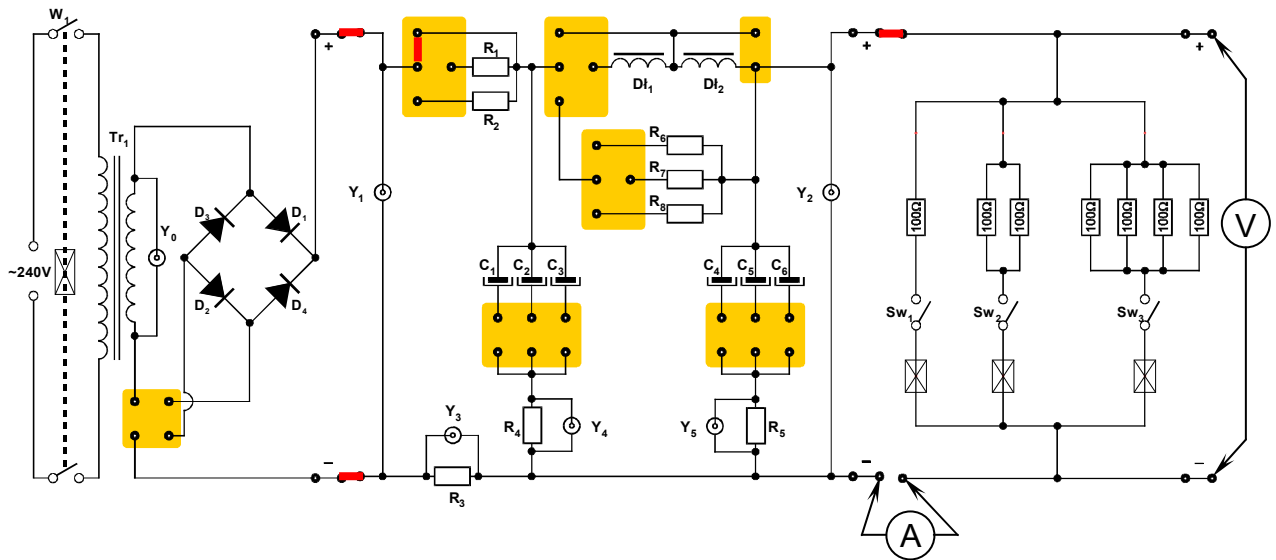 W₁
~240V
Tr₁
Y₀
D₃
D₁
D₂
D₄
+
−
Y₁
R₁
R₂
Y₃
R₃
C₁
C₂
C₃
R₄
Y₄
Dł₁
Dł₂
R₆
R₇
R₈
C₄
C₅
C₆
Y₅
R₅
Y₂
+
−
A
100Ω
100Ω
100Ω
100Ω
100Ω
100Ω
100Ω
Sw₁
Sw₂
Sw₃
+
−
V